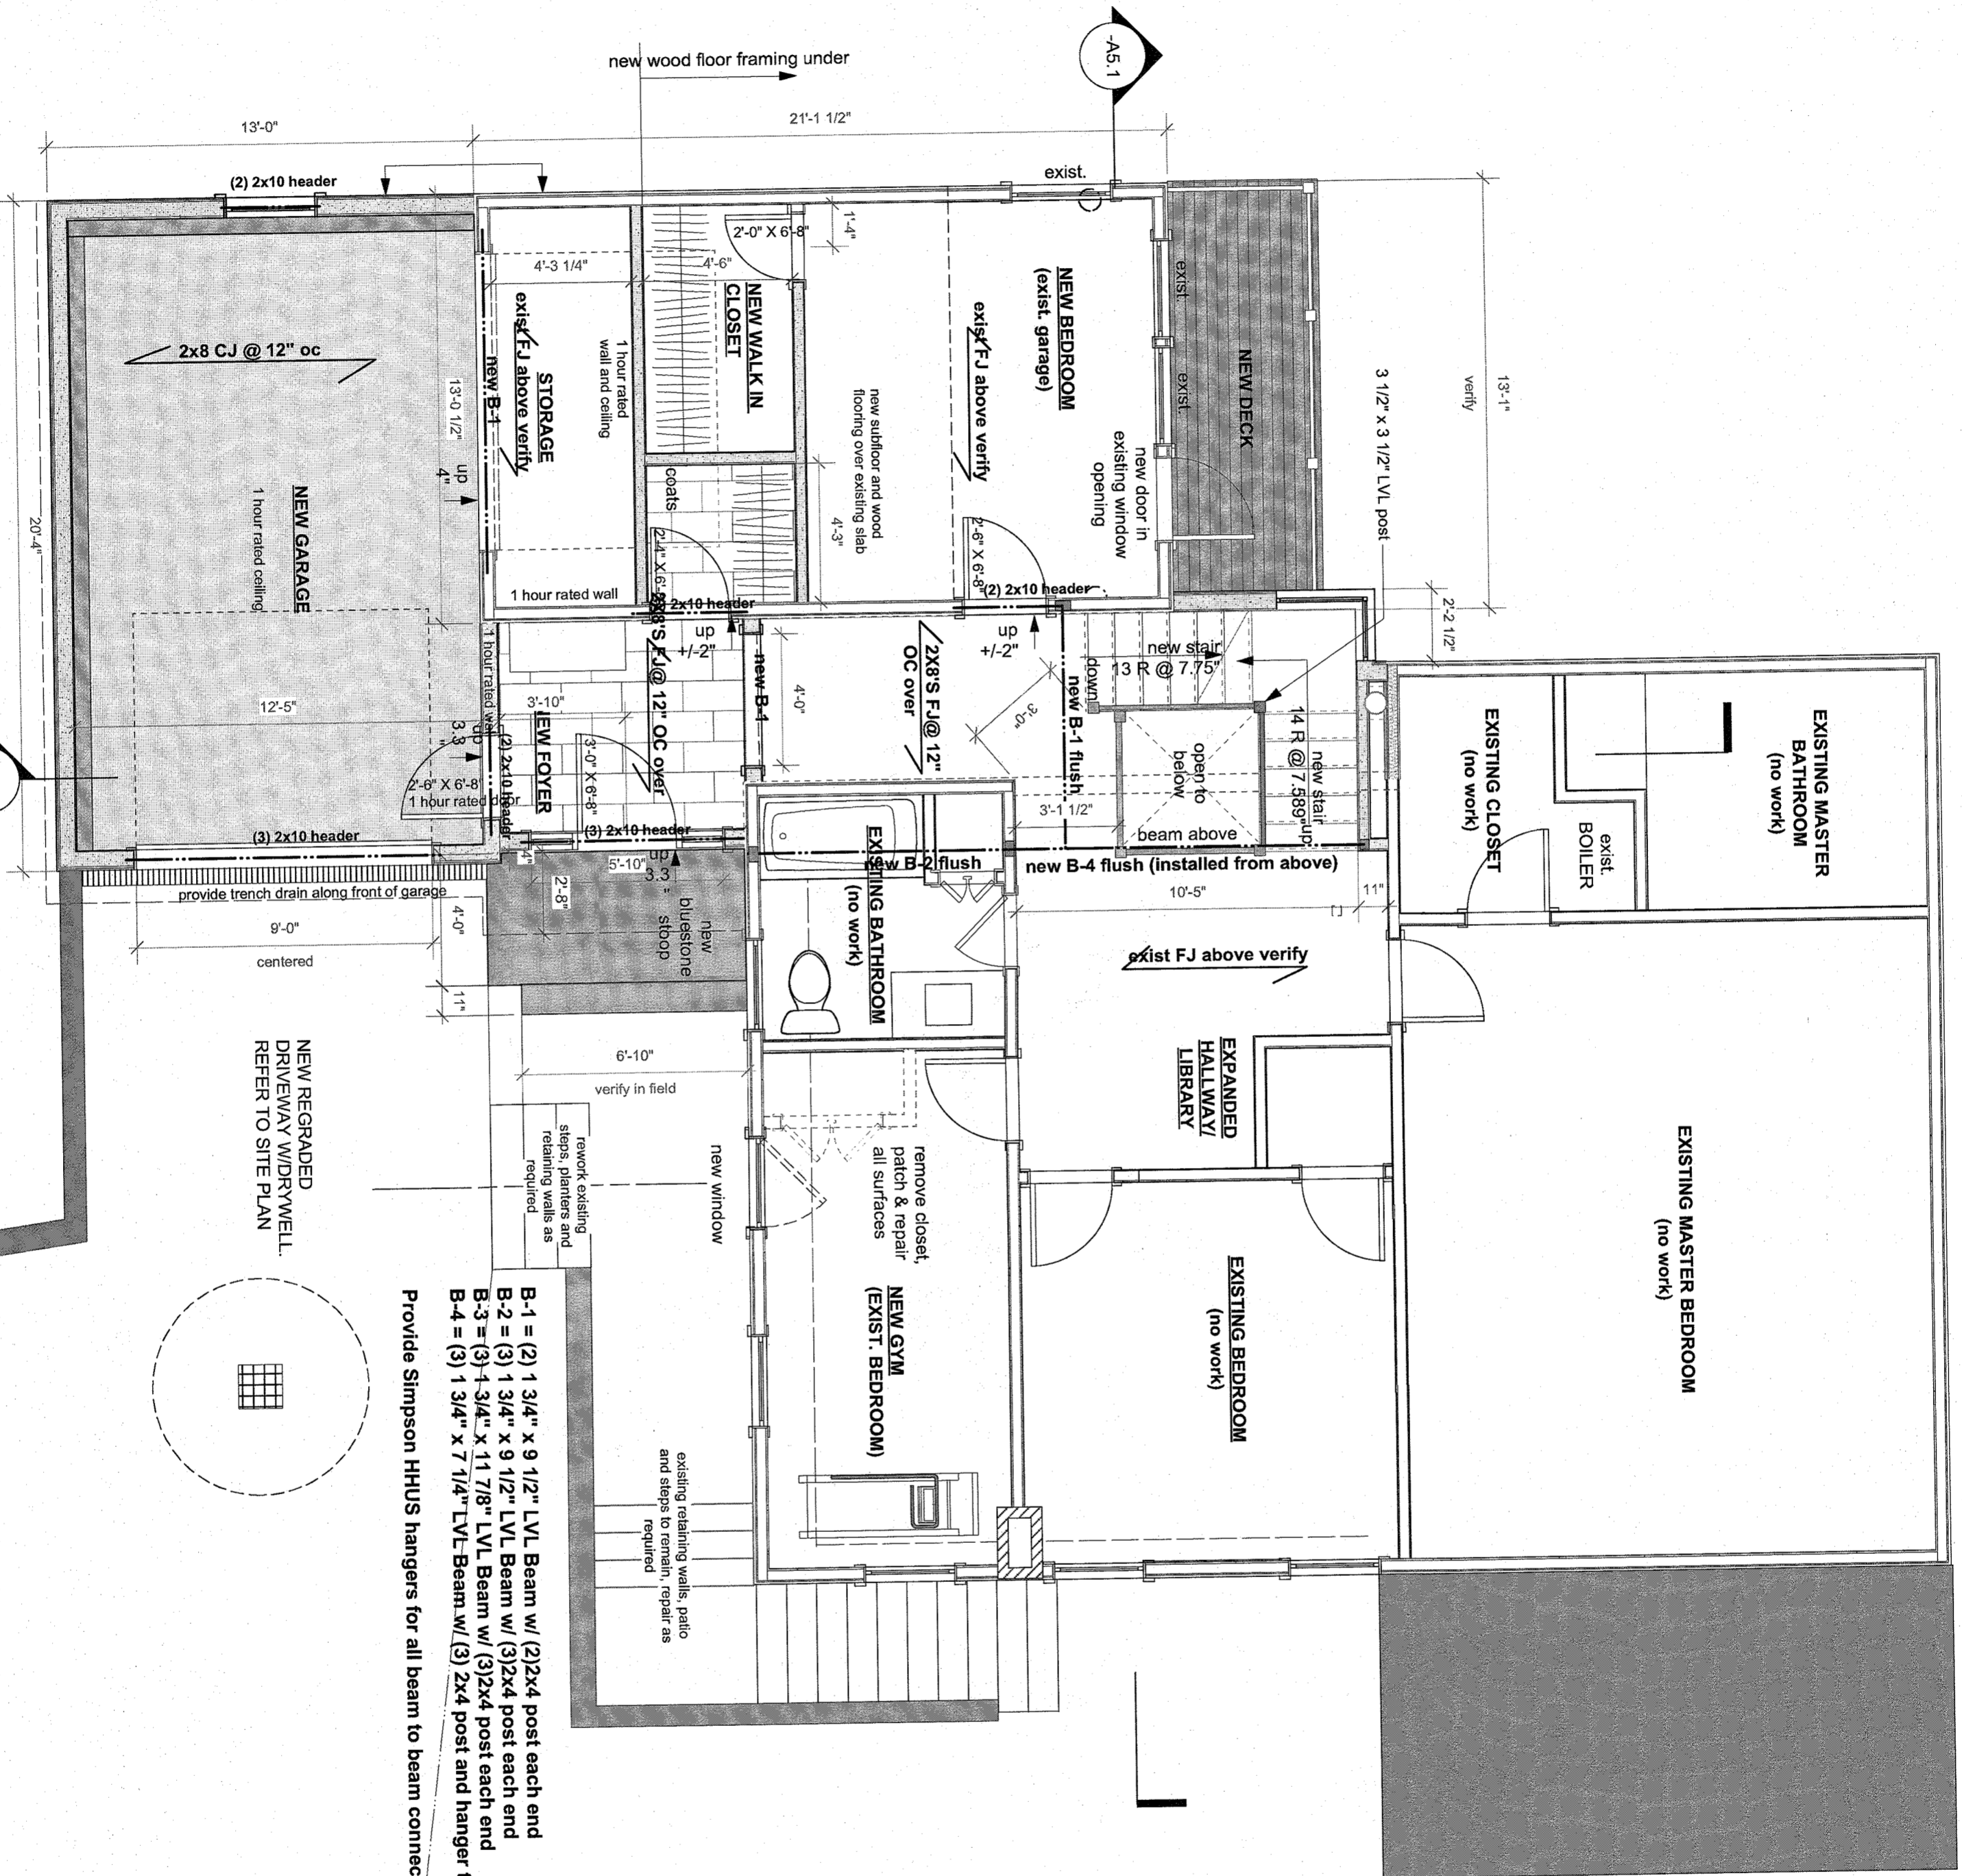 new wood floor framing under
-A5.1
13'-0"
21'-1 1/2"
(2) 2x10 header
exist.
13'-1"
verify
3 1/2" x 3 1/2" LVL post
2'-2 1/2"
20'-4"
2x8 CJ @ 12" oc
NEW GARAGE
1 hour rated ceiling
13'-0 1/2"
up
4"
new B-1
4'-3 1/4"
exist FJ above verify
STORAGE
1 hour rated
wall and ceiling
1 hour rated wall
2'-0" X 6'-8"
4'-6"
1'-4"
NEW WALK IN
CLOSET
coats
2'-4" X 6'-8"
4'-3"
new subfloor and wood
flooring over existing slab
exist FJ above verify
NEW BEDROOM
(exist. garage)
2'-6" X 6'-8"
new door in
existing window
opening
exist.
exist.
NEW DECK
2x10 header
(2) 2x10 header
up
+/-2"
up
+/-2"
2X8'S FJ@ 12" OC over
new B-1
4'-0"
2X8'S FJ@ 12"
OC over
3'-0"
new B-1 flush
down
new stair
13 R @ 7.75"
new stair
14 R @ 7.589"
up
open to
below
3'-1 1/2"
beam above
1 hour rated wall
12'-5"
up
3.3
"
2'-6" X 6'-8"
1 hour rated door
(2) 2x10 header
3'-10"
NEW FOYER
3'-0" X 6'-8"
(3) 2x10 header
(3) 2x10 header
provide trench drain along front of garage
9'-0"
centered
4'-0"
11"
4"
5'-10"
2'-8"
up
3.3
"
new
bluestone
stoop
new B-2 flush
new B-4 flush (installed from above)
10'-5"
11"
EXISTING BATHROOM
(no work)
exist FJ above verify
EXPANDED
HALLWAY/
LIBRARY
EXISTING CLOSET
(no work)
exist.
BOILER
EXISTING MASTER
BATHROOM
(no work)
EXISTING MASTER BEDROOM
(no work)
EXISTING BEDROOM
(no work)
6'-10"
verify in field
rework existing
steps, planters and
retaining walls as
required
new window
remove closet,
patch & repair
all surfaces
NEW GYM
(EXIST. BEDROOM)
existing retaining walls, patio
and steps to remain, repair as
required
NEW REGRADED
DRIVEWAY W/DRYWELL.
REFER TO SITE PLAN
B-1 = (2) 1 3/4" x 9 1/2" LVL Beam w/ (2)2x4 post each end
B-2 = (3) 1 3/4" x 9 1/2" LVL Beam w/ (3)2x4 post each end
B-3 = (3) 1 3/4" x 11 7/8" LVL Beam w/ (3)2x4 post each end
B-4 = (3) 1 3/4" x 7 1/4" LVL Beam w/ (3) 2x4 post and hanger
Provide Simpson HHUS hangers for all beam to beam connec